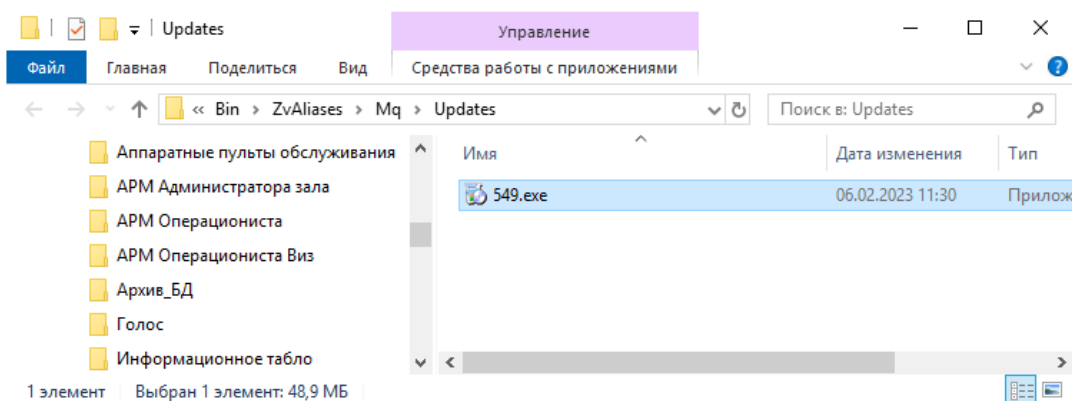 Updates
Управление
Файл Главная Поделиться Вид Средства работы с приложениями
« Bin > ZvAliases > Mq > Updates
Поиск в: Updates
Аппаратные пульты обслуживания
АРМ Администратора зала
АРМ Операциониста
АРМ Операциониста Виз
Архив_БД
Голос
Информационное табло
Имя Дата изменения Тип
549.exe 06.02.2023 11:30 Прилож
1 элемент Выбран 1 элемент: 48,9 МБ